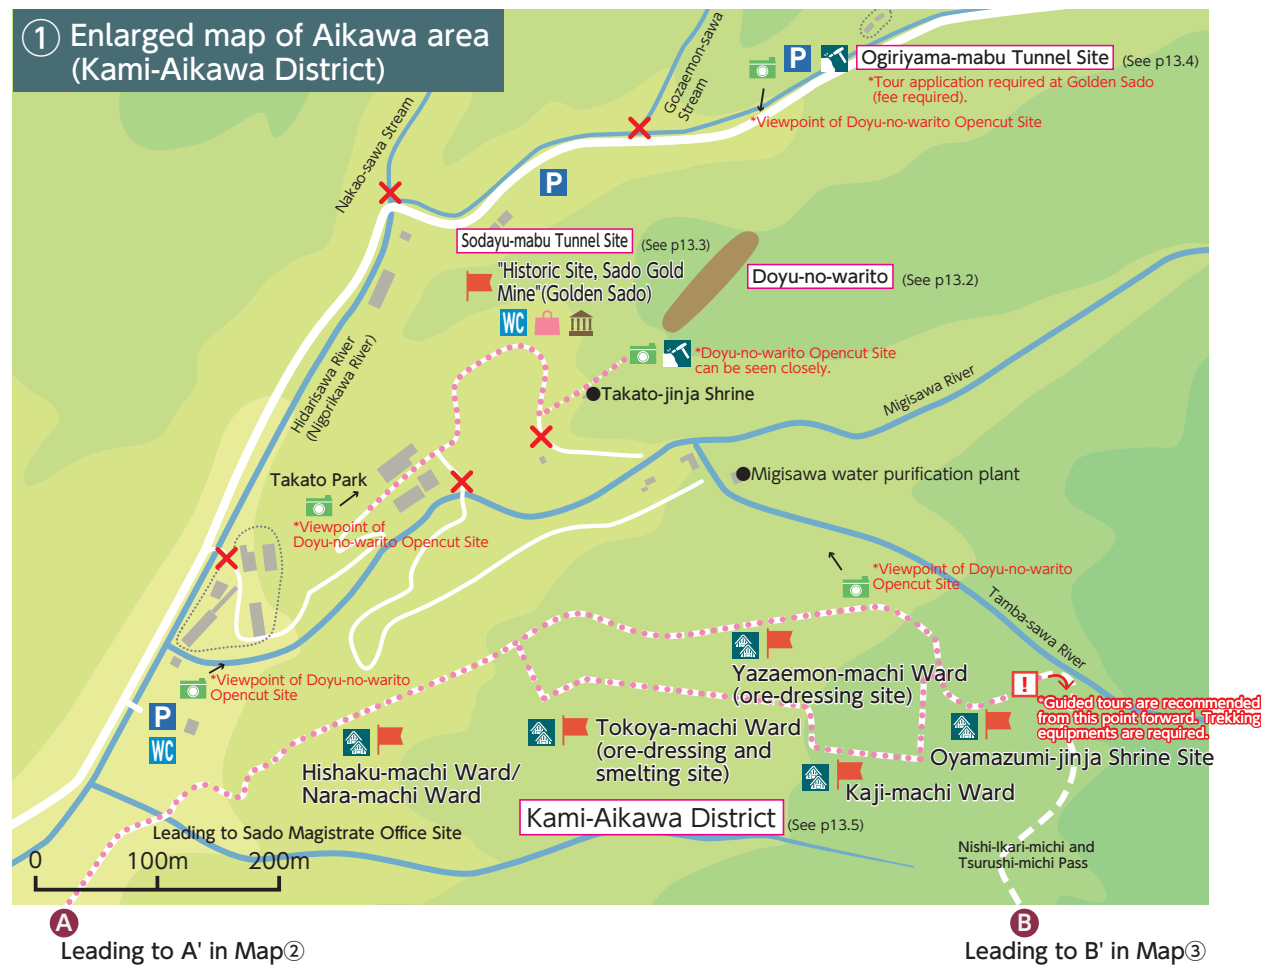 ① Enlarged map of Aikawa area
(Kami-Aikawa District)
Gozaemon-sawa
Stream
P
Ogiriyama-mabu Tunnel Site
(See p13.4)
*Tour application required at Golden Sado
(fee required).
*Viewpoint of Doyu-no-warito Opencut Site
Nakao-sawa Stream
P
Sodayu-mabu Tunnel Site
(See p13.3)
"Historic Site, Sado Gold
Mine"(Golden Sado)
WC
Doyu-no-warito
(See p13.2)
*Doyu-no-warito Opencut Site
can be seen closely.
Takato-jinja Shrine
Hidarisawa River
(Nigorikawa River)
Migisawa River
Takato Park
*Viewpoint of
Doyu-no-warito Opencut Site
Migisawa water purification plant
*Viewpoint of Doyu-no-warito
Opencut Site
Tamba-sawa River
*Viewpoint of Doyu-no-warito
Opencut Site
P
WC
Yazaemon-machi Ward
(ore-dressing site)
!
*Guided tours are recommended
from this point forward. Trekking
equipments are required.
Tokoya-machi Ward
(ore-dressing and
smelting site)
Oyamazumi-jinja Shrine Site
Hishaku-machi Ward/
Nara-machi Ward
Kaji-machi Ward
Kami-Aikawa District
(See p13.5)
Leading to Sado Magistrate Office Site
Nishi-Ikari-michi and
Tsurushi-michi Pass
0 100m 200m
A
Leading to A' in Map②
B
Leading to B' in Map③